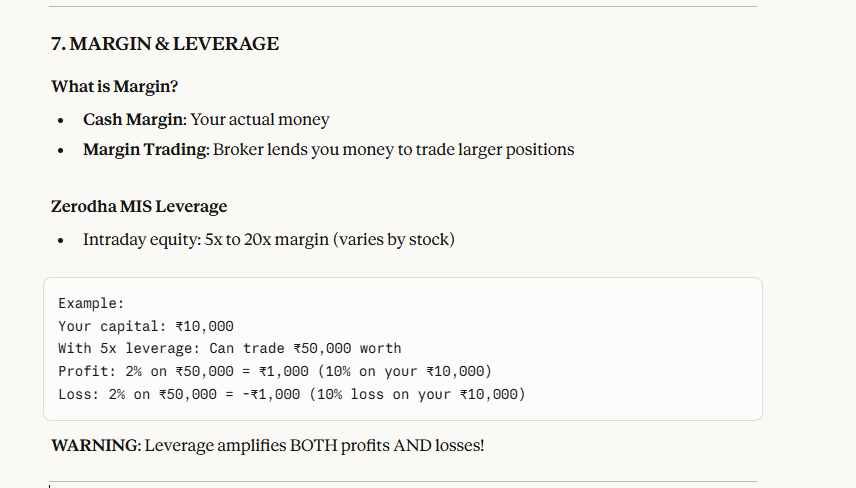 7. MARGIN & LEVERAGE
What is Margin?
• Cash Margin: Your actual money
• Margin Trading: Broker lends you money to trade larger positions
Zerodha MIS Leverage
• Intraday equity: 5x to 20x margin (varies by stock)
Example:
Your capital: ₹10,000
With 5x leverage: Can trade ₹50,000 worth
Profit: 2% on ₹50,000 = ₹1,000 (10% on your ₹10,000)
Loss: 2% on ₹50,000 = -₹1,000 (10% loss on your ₹10,000)
WARNING: Leverage amplifies BOTH profits AND losses!